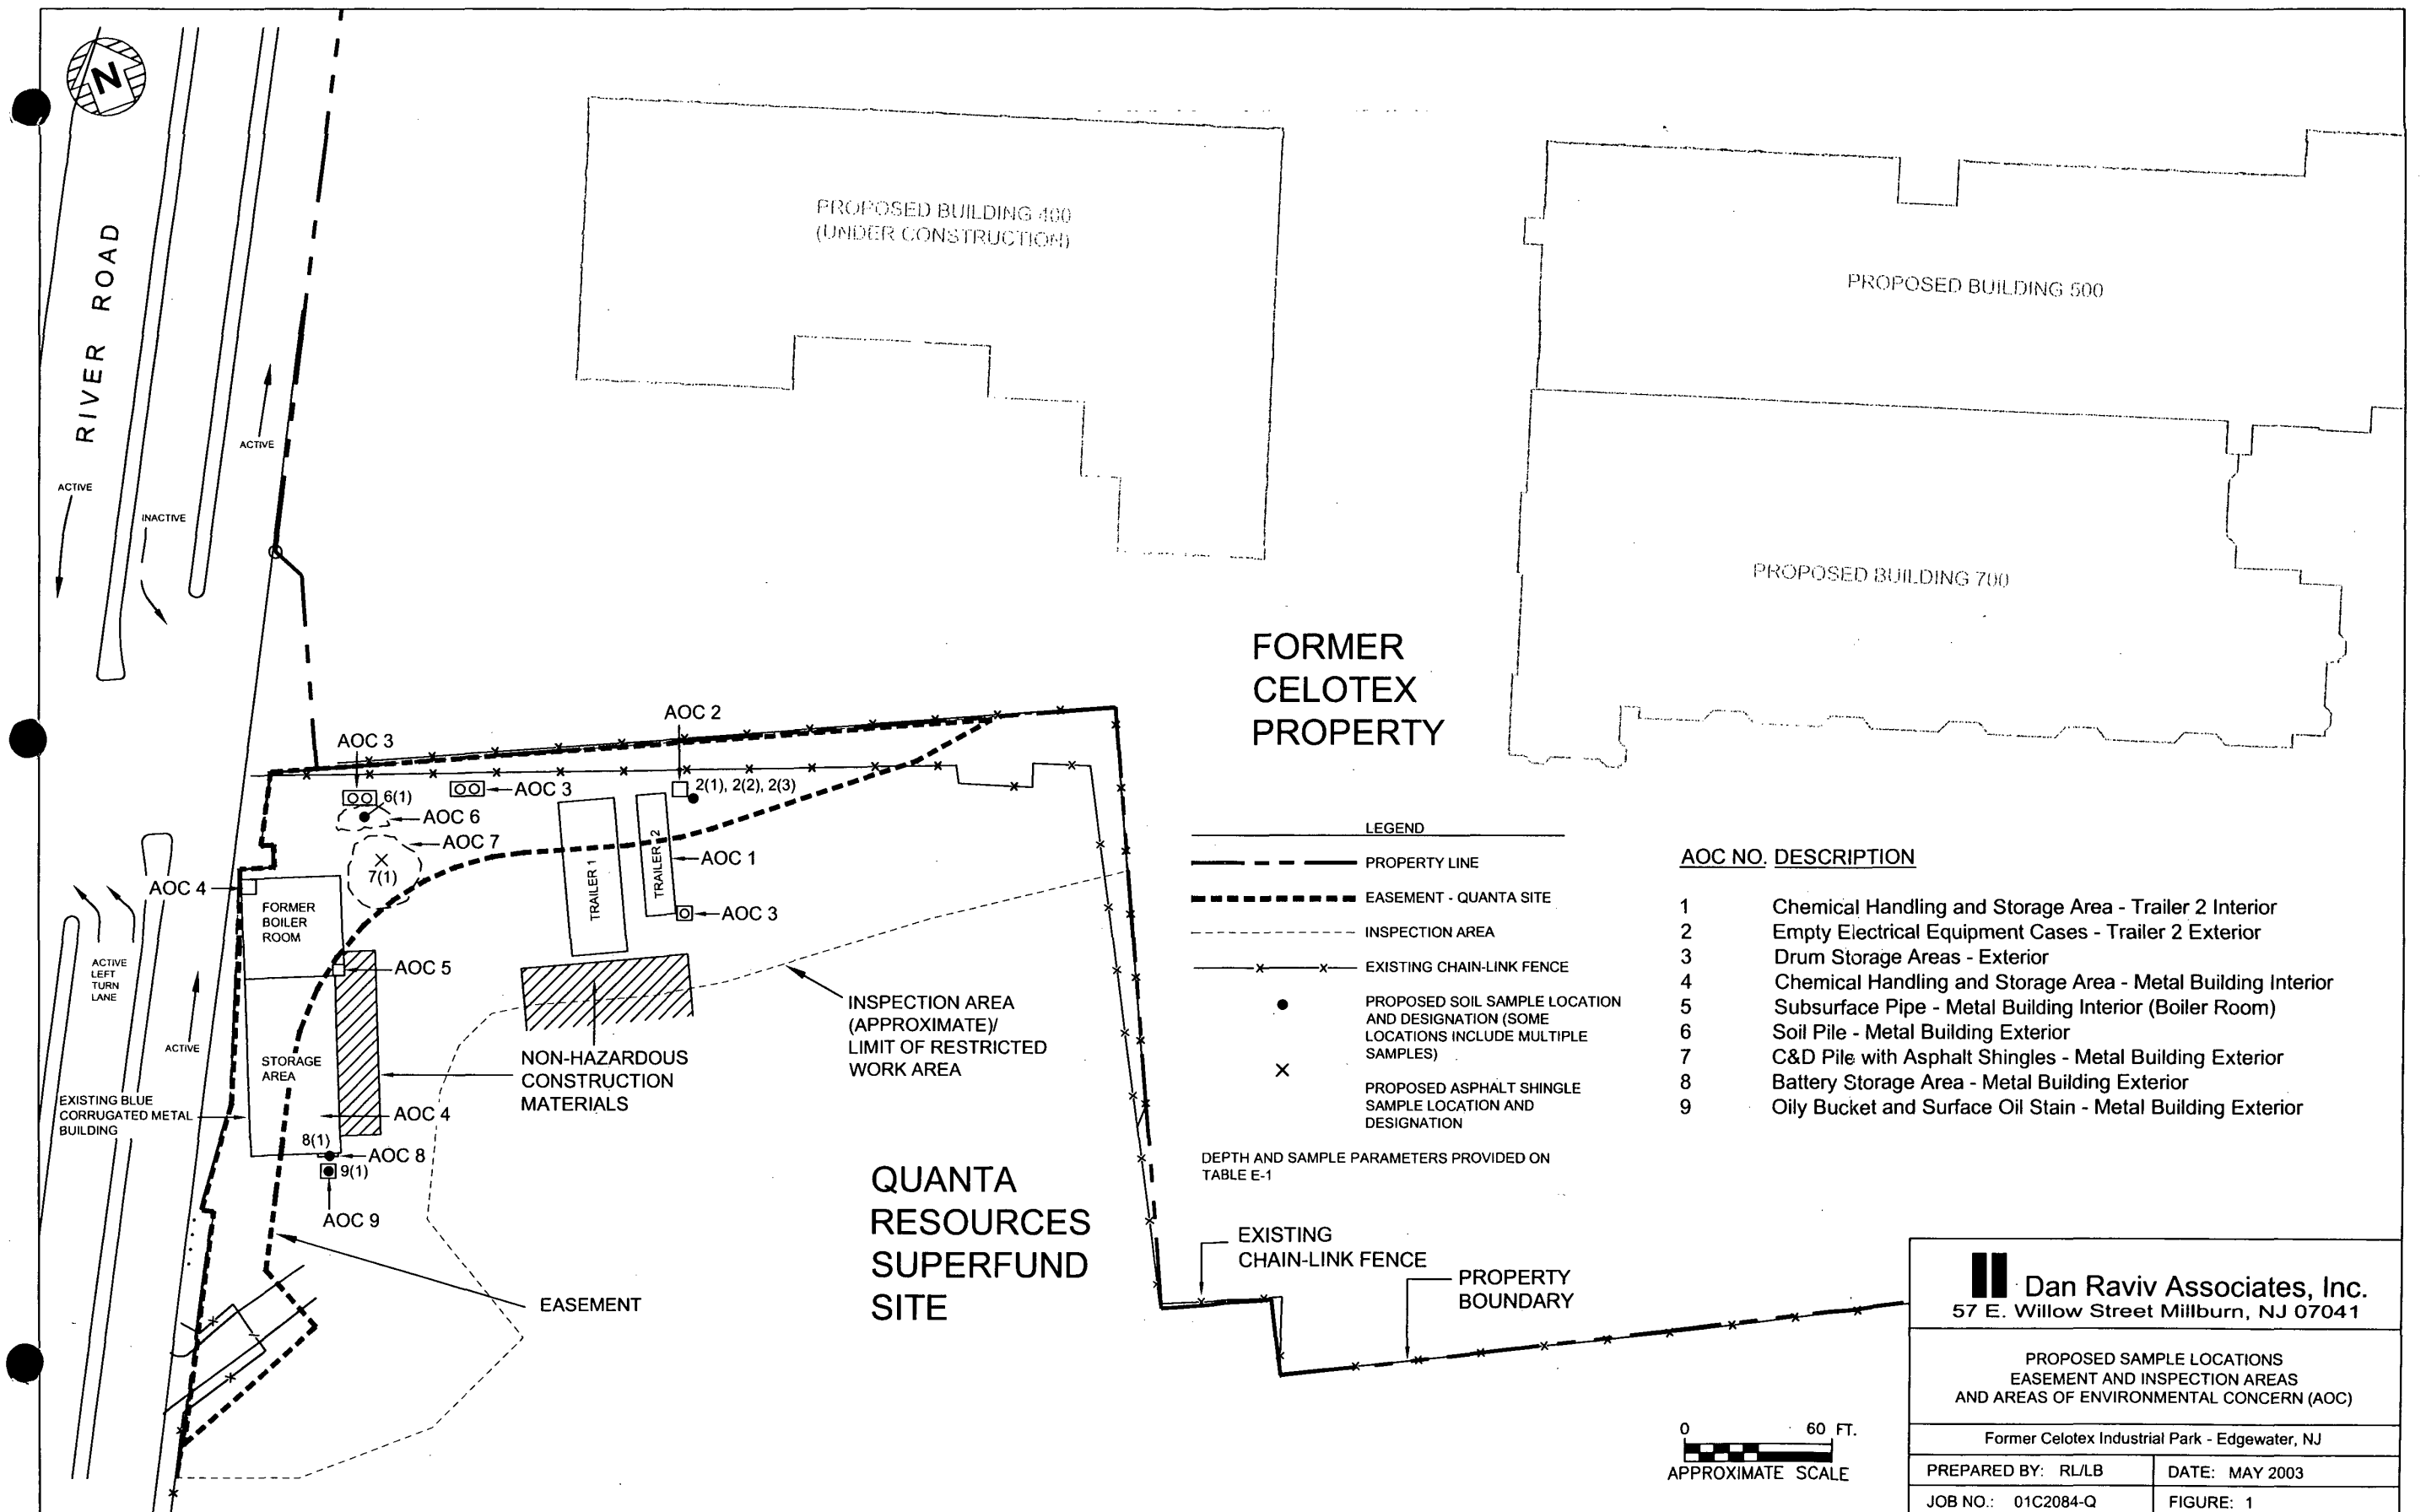 N
RIVER ROAD
ACTIVE
ACTIVE
INACTIVE
PROPOSED BUILDING 400
(UNDER CONSTRUCTION)
PROPOSED BUILDING 500
PROPOSED BUILDING 700
FORMER
CELOTEX
PROPERTY
AOC 2
AOC 3
AOC 3
2(1), 2(2), 2(3)
6(1)
AOC 6
AOC 7
7(1)
TRAILER 1
TRAILER 2
AOC 1
AOC 3
AOC 4
FORMER
BOILER
ROOM
AOC 5
ACTIVE
LEFT
TURN
LANE
ACTIVE
STORAGE
AREA
EXISTING BLUE
CORRUGATED METAL
BUILDING
AOC 4
8(1)
AOC 8
9(1)
AOC 9
NON-HAZARDOUS
CONSTRUCTION
MATERIALS
INSPECTION AREA
(APPROXIMATE)/
LIMIT OF RESTRICTED
WORK AREA
EASEMENT
QUANTA
RESOURCES
SUPERFUND
SITE
EXISTING
CHAIN-LINK FENCE
PROPERTY
BOUNDARY
LEGEND
PROPERTY LINE
EASEMENT - QUANTA SITE
INSPECTION AREA
EXISTING CHAIN-LINK FENCE
PROPOSED SOIL SAMPLE LOCATION
AND DESIGNATION (SOME
LOCATIONS INCLUDE MULTIPLE
SAMPLES)
PROPOSED ASPHALT SHINGLE
SAMPLE LOCATION AND
DESIGNATION
DEPTH AND SAMPLE PARAMETERS PROVIDED ON
TABLE E-1
AOC NO. DESCRIPTION
1 Chemical Handling and Storage Area - Trailer 2 Interior
2 Empty Electrical Equipment Cases - Trailer 2 Exterior
3 Drum Storage Areas - Exterior
4 Chemical Handling and Storage Area - Metal Building Interior
5 Subsurface Pipe - Metal Building Interior (Boiler Room)
6 Soil Pile - Metal Building Exterior
7 C&D Pile with Asphalt Shingles - Metal Building Exterior
8 Battery Storage Area - Metal Building Exterior
9 Oily Bucket and Surface Oil Stain - Metal Building Exterior
0 60 FT.
APPROXIMATE SCALE
Dan Raviv Associates, Inc.
57 E. Willow Street Millburn, NJ 07041
PROPOSED SAMPLE LOCATIONS
EASEMENT AND INSPECTION AREAS
AND AREAS OF ENVIRONMENTAL CONCERN (AOC)
Former Celotex Industrial Park - Edgewater, NJ
PREPARED BY: RL/LB
DATE: MAY 2003
JOB NO.: 01C2084-Q
FIGURE: 1